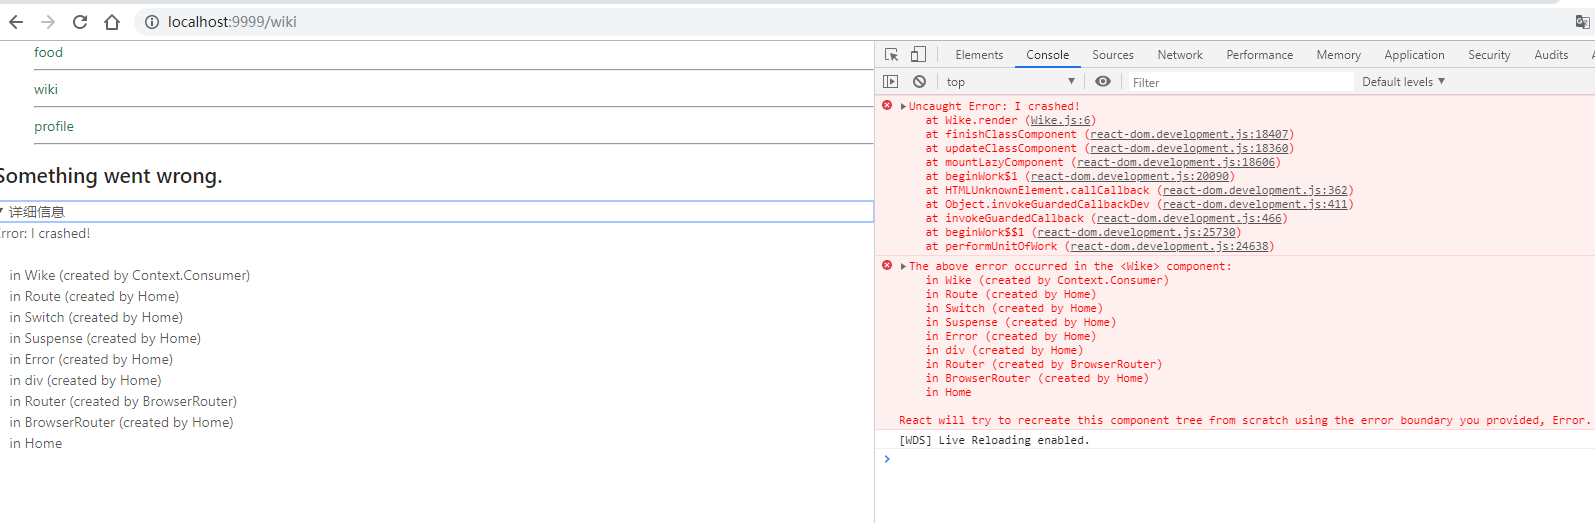 localhost:9999/wiki
food
wiki
profile
Something went wrong.
▼ 详细信息
Error: I crashed!
in Wike (created by Context.Consumer)
in Route (created by Home)
in Switch (created by Home)
in Suspense (created by Home)
in Error (created by Home)
in div (created by Home)
in Router (created by BrowserRouter)
in BrowserRouter (created by Home)
in Home
Elements Console Sources Network Performance Memory Application Security Audits
top ▼ Filter Default levels ▼
▶Uncaught Error: I crashed!
at Wike.render (Wike.js:6)
at finishClassComponent (react-dom.development.js:18407)
at updateClassComponent (react-dom.development.js:18360)
at mountLazyComponent (react-dom.development.js:18606)
at beginWork$1 (react-dom.development.js:20090)
at HTMLUnknownElement.callCallback (react-dom.development.js:362)
at Object.invokeGuardedCallbackDev (react-dom.development.js:411)
at invokeGuardedCallback (react-dom.development.js:466)
at beginWork$$1 (react-dom.development.js:25730)
at performUnitOfWork (react-dom.development.js:24638)
▶The above error occurred in the <Wike> component:
in Wike (created by Context.Consumer)
in Route (created by Home)
in Switch (created by Home)
in Suspense (created by Home)
in Error (created by Home)
in div (created by Home)
in Router (created by BrowserRouter)
in BrowserRouter (created by Home)
in Home
React will try to recreate this component tree from scratch using the error boundary you provided, Error.
[WDS] Live Reloading enabled.